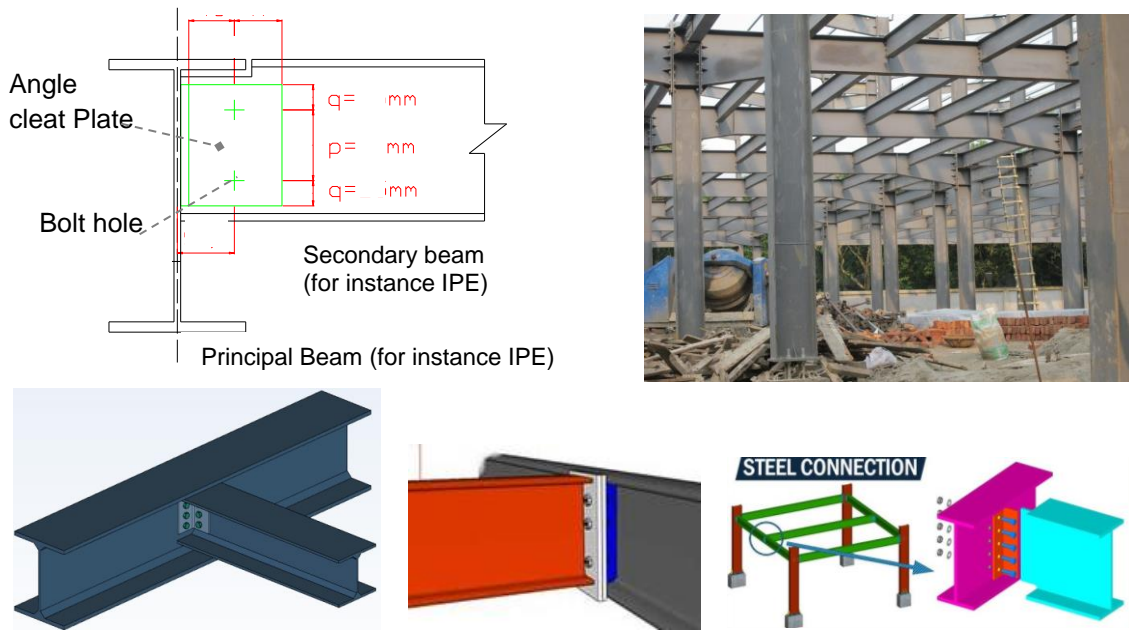 Angle
cleat Plate
q= mm
p= mm
q= mm
Bolt hole
Secondary beam
(for instance IPE)
Principal Beam (for instance IPE)
STEEL CONNECTION